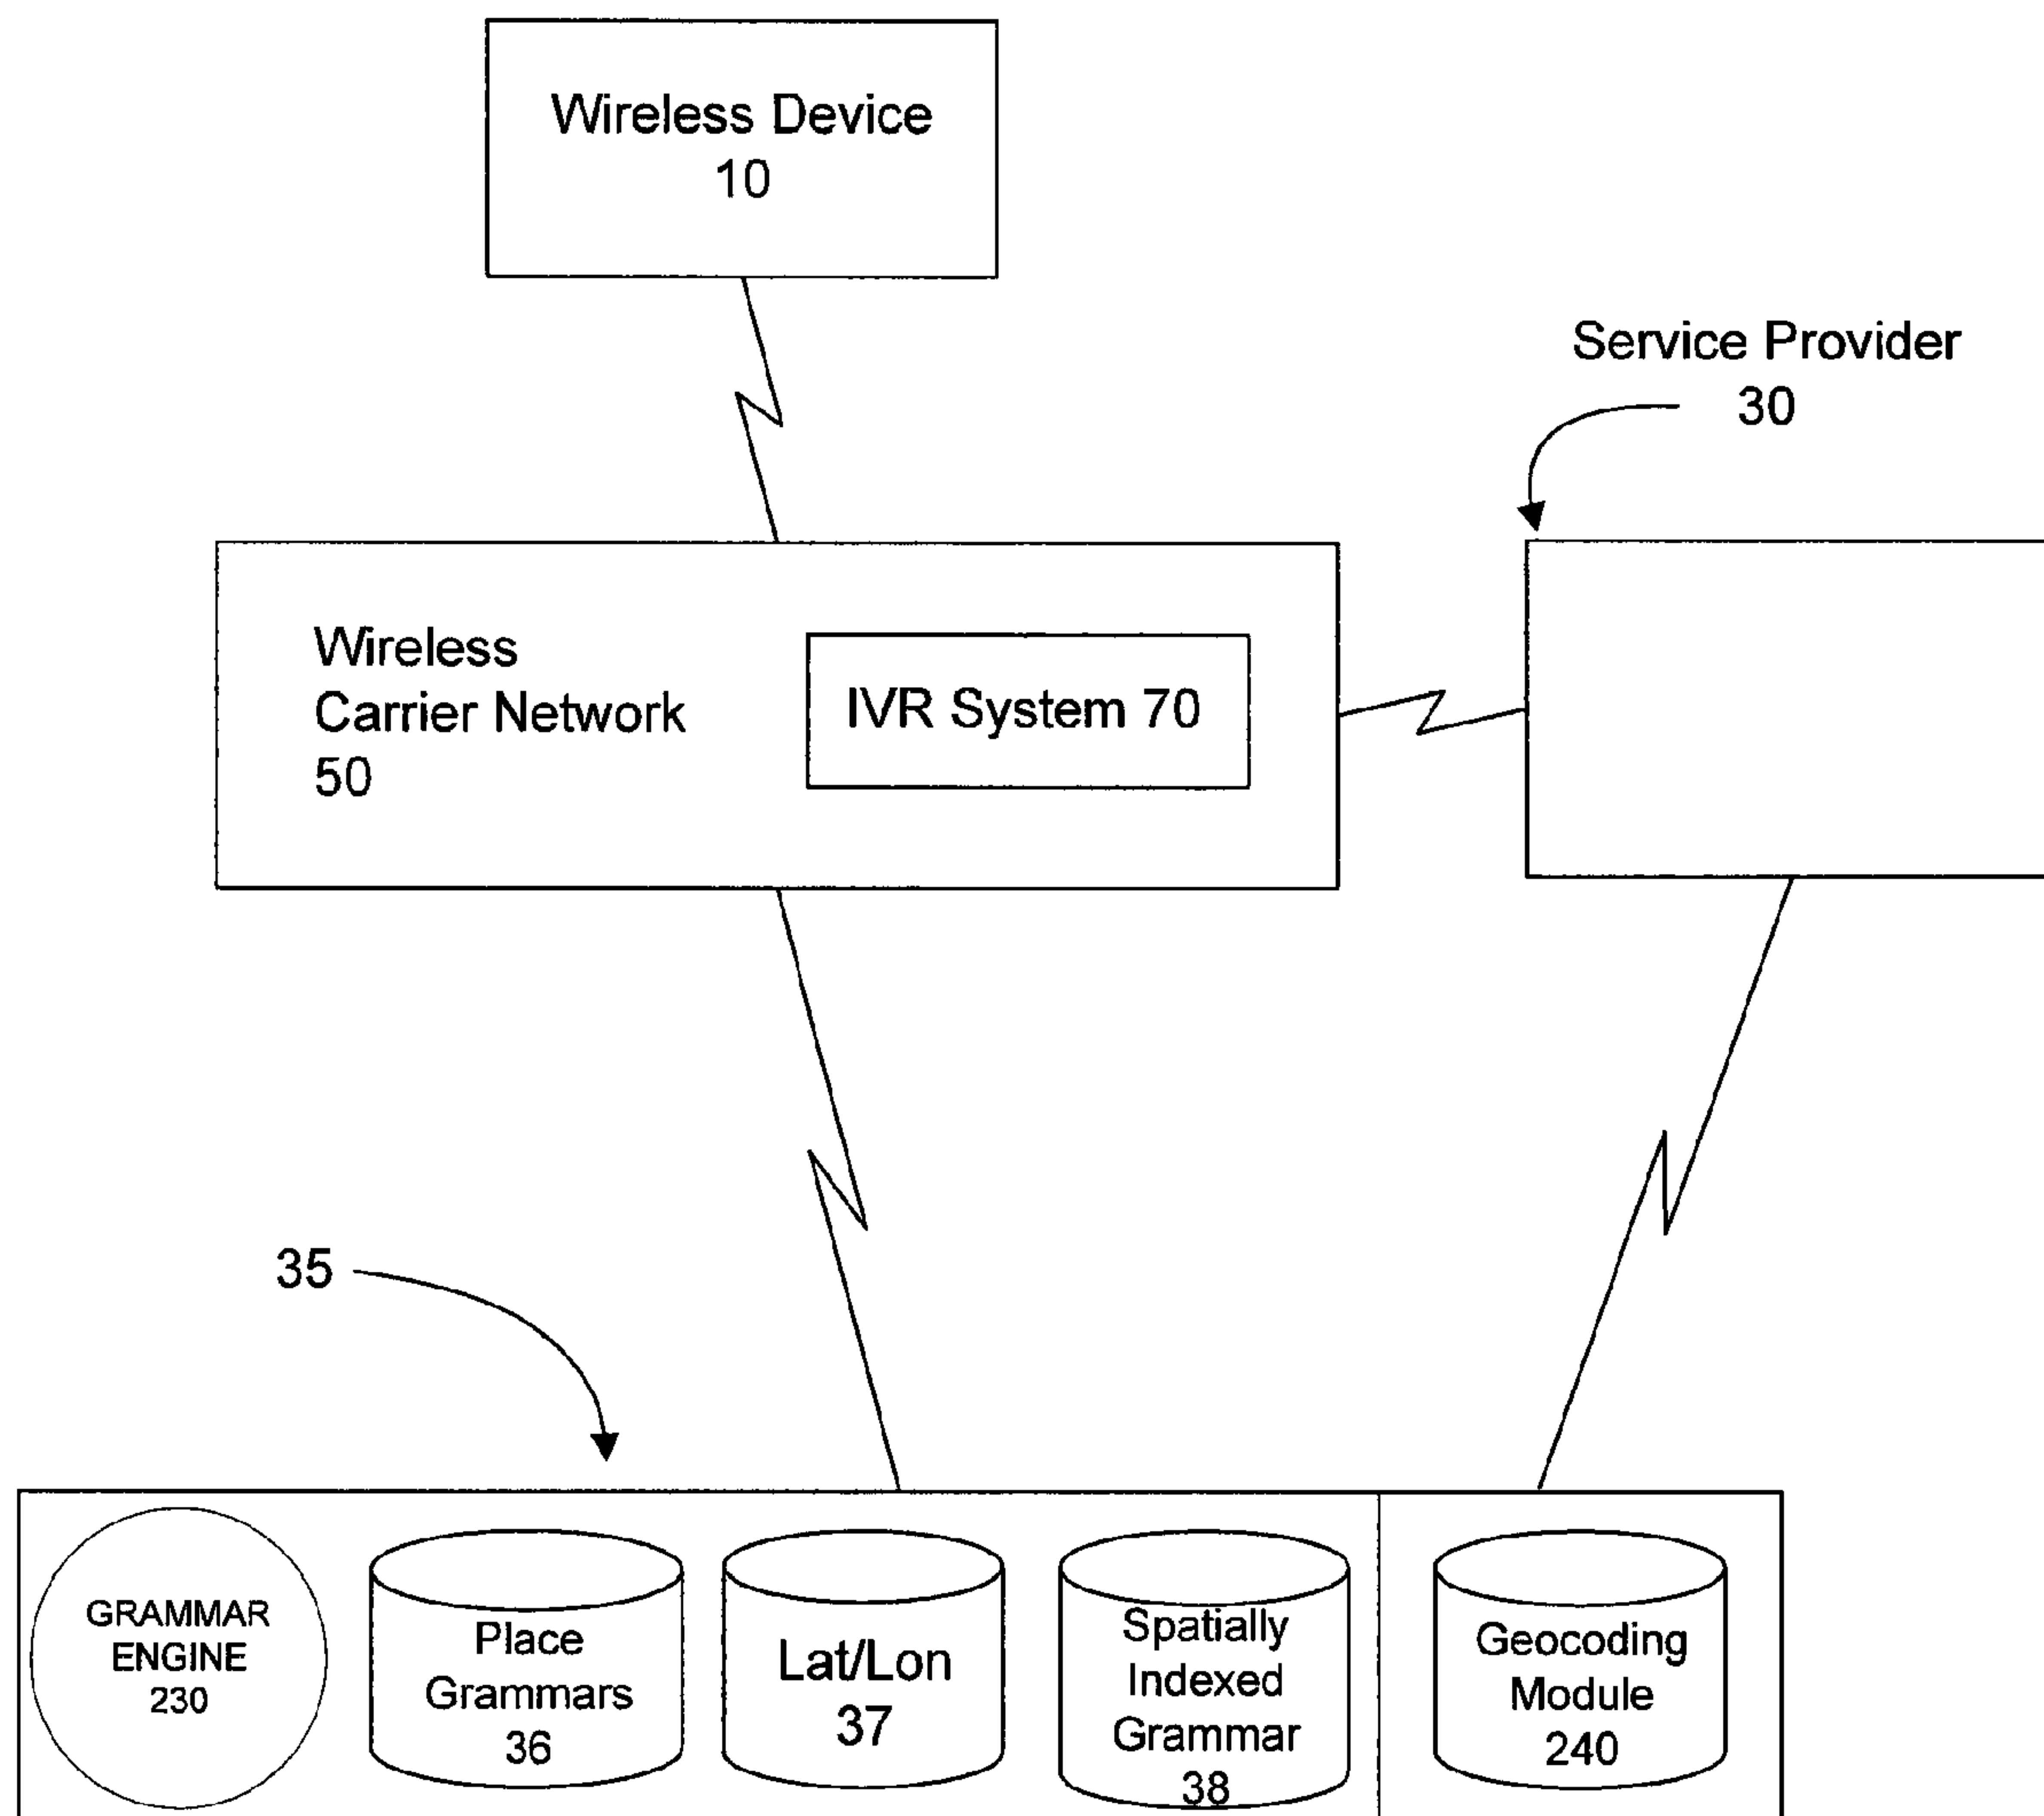 Wireless Device
10
Service Provider
30
Wireless
Carrier Network
50
IVR System 70
35
GRAMMAR
ENGINE
230
Place
Grammars
36
Lat/Lon
37
Spatially
Indexed
Grammar
38
Geocoding
Module
240